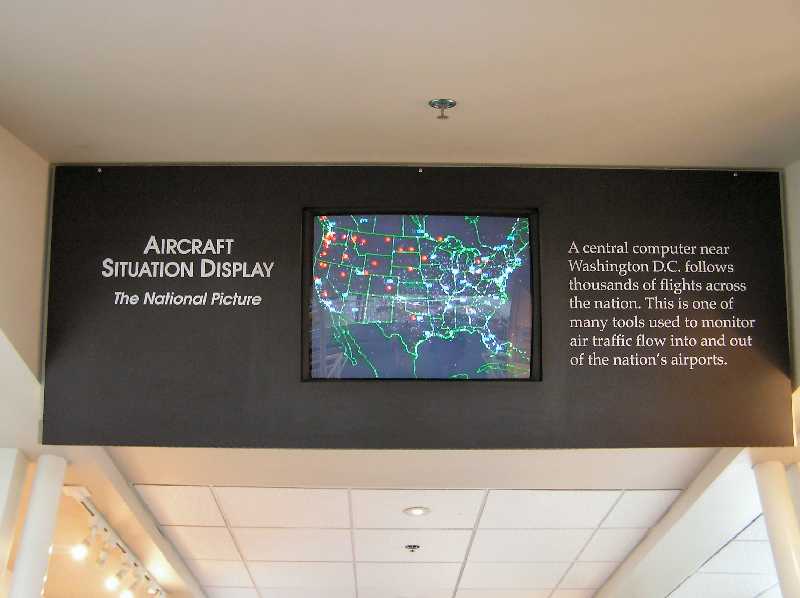 AIRCRAFT
SITUATION DISPLAY
The National Picture
A central computer near
Washington D.C. follows
thousands of flights across
the nation. This is one of
many tools used to monitor
air traffic flow into and out
of the nation's airports.